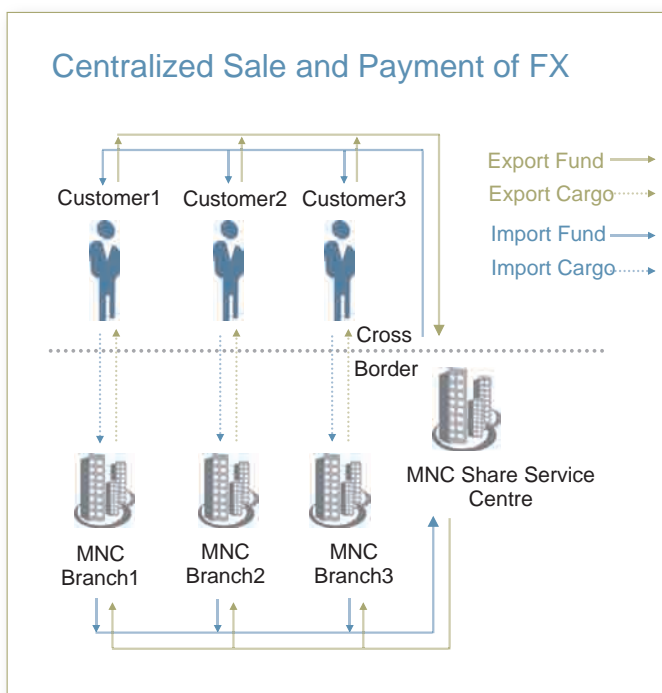 Centralized Sale and Payment of FX
Export Fund
Export Cargo
Import Fund
Import Cargo
Customer1
Customer2
Customer3
Cross
Border
MNC Share Service
Centre
MNC
Branch1
MNC
Branch2
MNC
Branch3